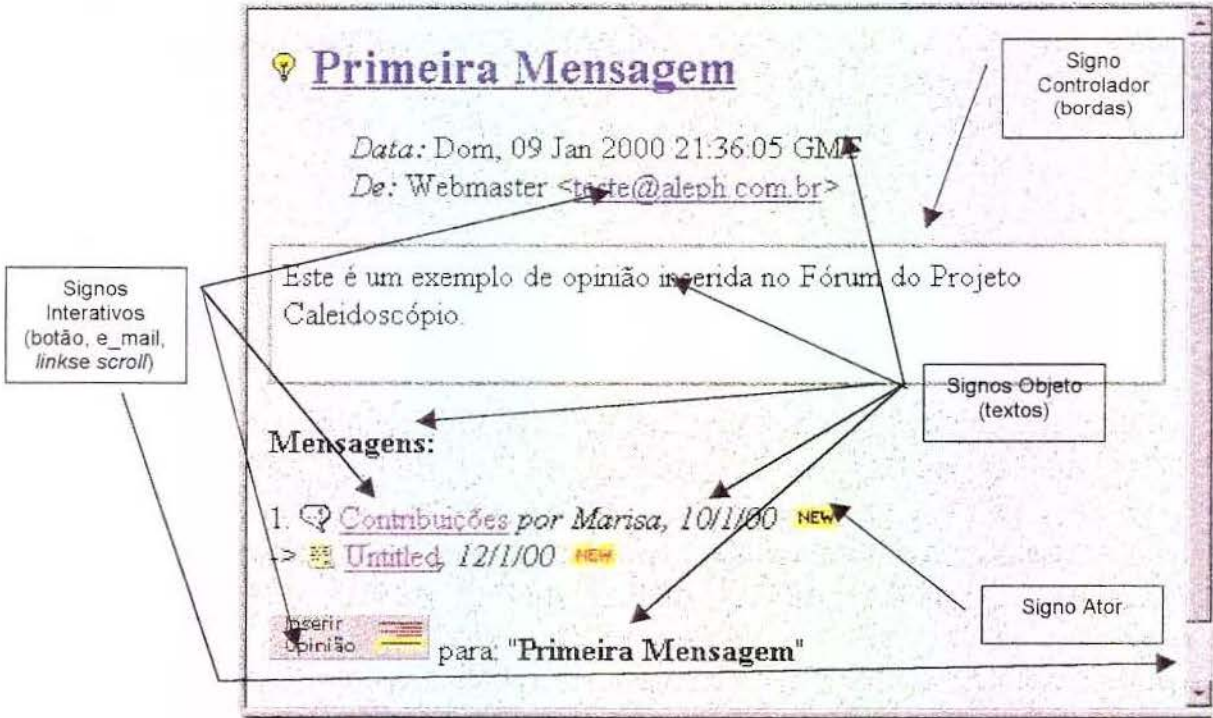 Primeira Mensagem
Signo
Controlador
(bordas)
Data: Dom, 09 Jan 2000 21:36:05 GMT
De: Webmaster <teste@aleph.com.br>
Signos
Interativos
(botão, e_mail,
linkse scroll)
Este é um exemplo de opinião inserida no Fórum do Projeto
Caleidoscópio.
Signos Objeto
(textos)
Mensagens:
1. Contribuições por Marisa, 10/1/00 NEW
-> Untitled, 12/1/00 NEW
Signo Ator
Inserir
Opinião
para: "Primeira Mensagem"